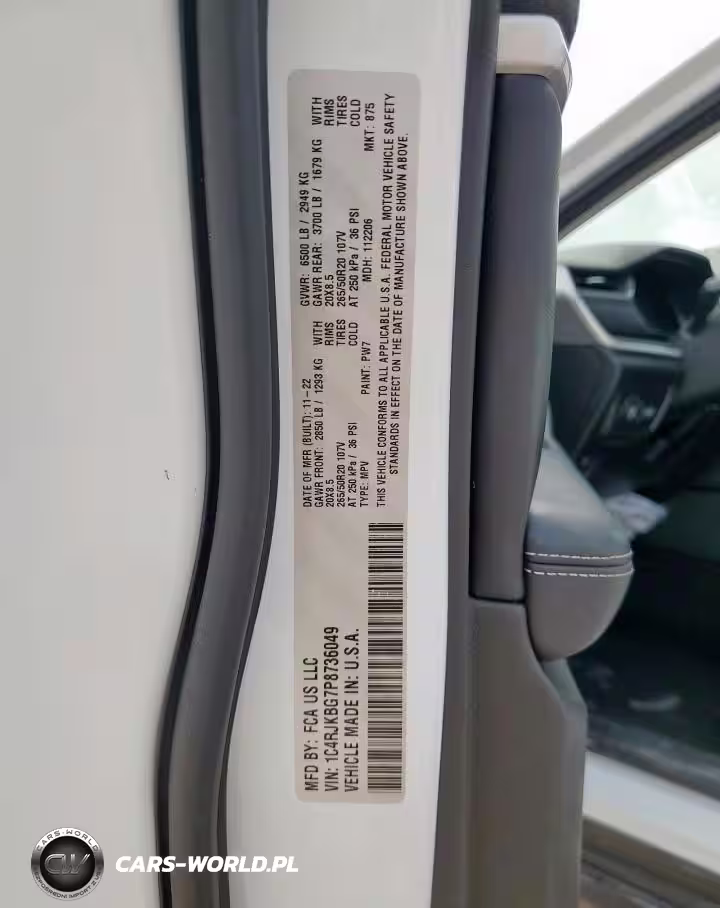 MFD BY: FCA US LLC
VIN: 1C4RJKBG7P8736049
VEHICLE MADE IN: U.S.A.
DATE OF MFR (BUILT): 11-22
GVWR: 6500 LB / 2949 KG
GAWR FRONT: 2850 LB / 1293 KG WITH
GAWR REAR: 3700 LB / 1679 KG WITH
20X8.5 RIMS
20X8.5 RIMS
265/50R20 107V TIRES
265/50R20 107V TIRES
AT 250 kPa / 36 PSI COLD
AT 250 kPa / 36 PSI COLD
TYPE: MPV PAINT: PW7 MDH: 112206 MKT: 875
THIS VEHICLE CONFORMS TO ALL APPLICABLE U.S.A. FEDERAL MOTOR VEHICLE SAFETY
STANDARDS IN EFFECT ON THE DATE OF MANUFACTURE SHOWN ABOVE.
CARS-WORLD
CW
CARS-WORLD.PL